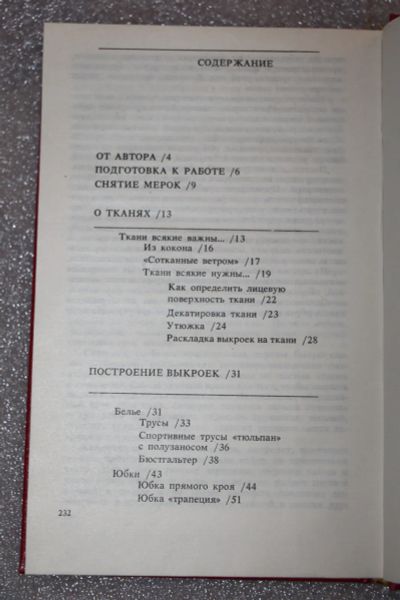 СОДЕРЖАНИЕ
ОТ АВТОРА /4
ПОДГОТОВКА К РАБОТЕ /6
СНЯТИЕ МЕРОК /9
О ТКАНЯХ /13
Ткани всякие важны... /13
Из кокона /16
«Сотканные ветром» /17
Ткани всякие нужны... /19
Как определить лицевую
поверхность ткани /22
Декатировка ткани /23
Утюжка /24
Раскладка выкроек на ткани /28
ПОСТРОЕНИЕ ВЫКРОЕК /31
Белье /31
Трусы /33
Спортивные трусы «тюльпан»
с полузаносом /36
Бюстгальтер /38
Юбки /43
Юбка прямого кроя /44
Юбка «трапеция» /51
232